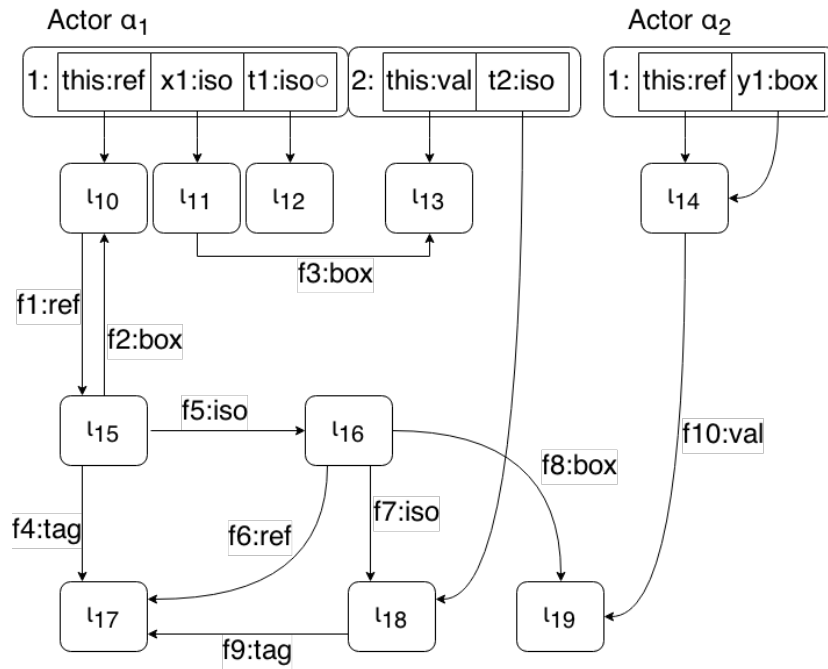 Actor α₁
Actor α₂
1: this:ref x1:iso t1:iso○ 2: this:val t2:iso 1: this:ref y1:box
ι₁₀ ι₁₁ ι₁₂ ι₁₃ ι₁₄
f3:box
f1:ref
f2:box
f5:iso
ι₁₅ ι₁₆
f10:val
f8:box
f7:iso
f4:tag
f6:ref
ι₁₇ ι₁₈ ι₁₉
f9:tag